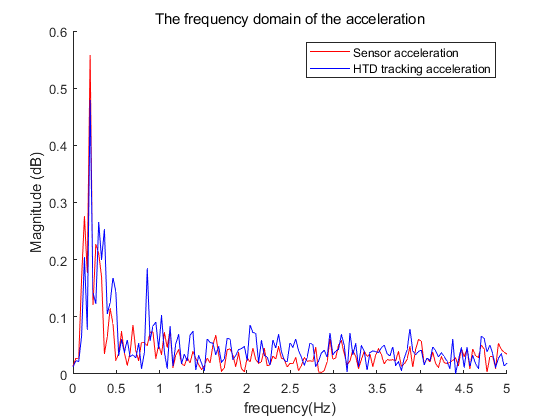 The frequency domain of the acceleration
Sensor acceleration
HTD tracking acceleration
Magnitude (dB)
0.6
0.5
0.4
0.3
0.2
0.1
0
0 0.5 1 1.5 2 2.5 3 3.5 4 4.5 5
frequency(Hz)